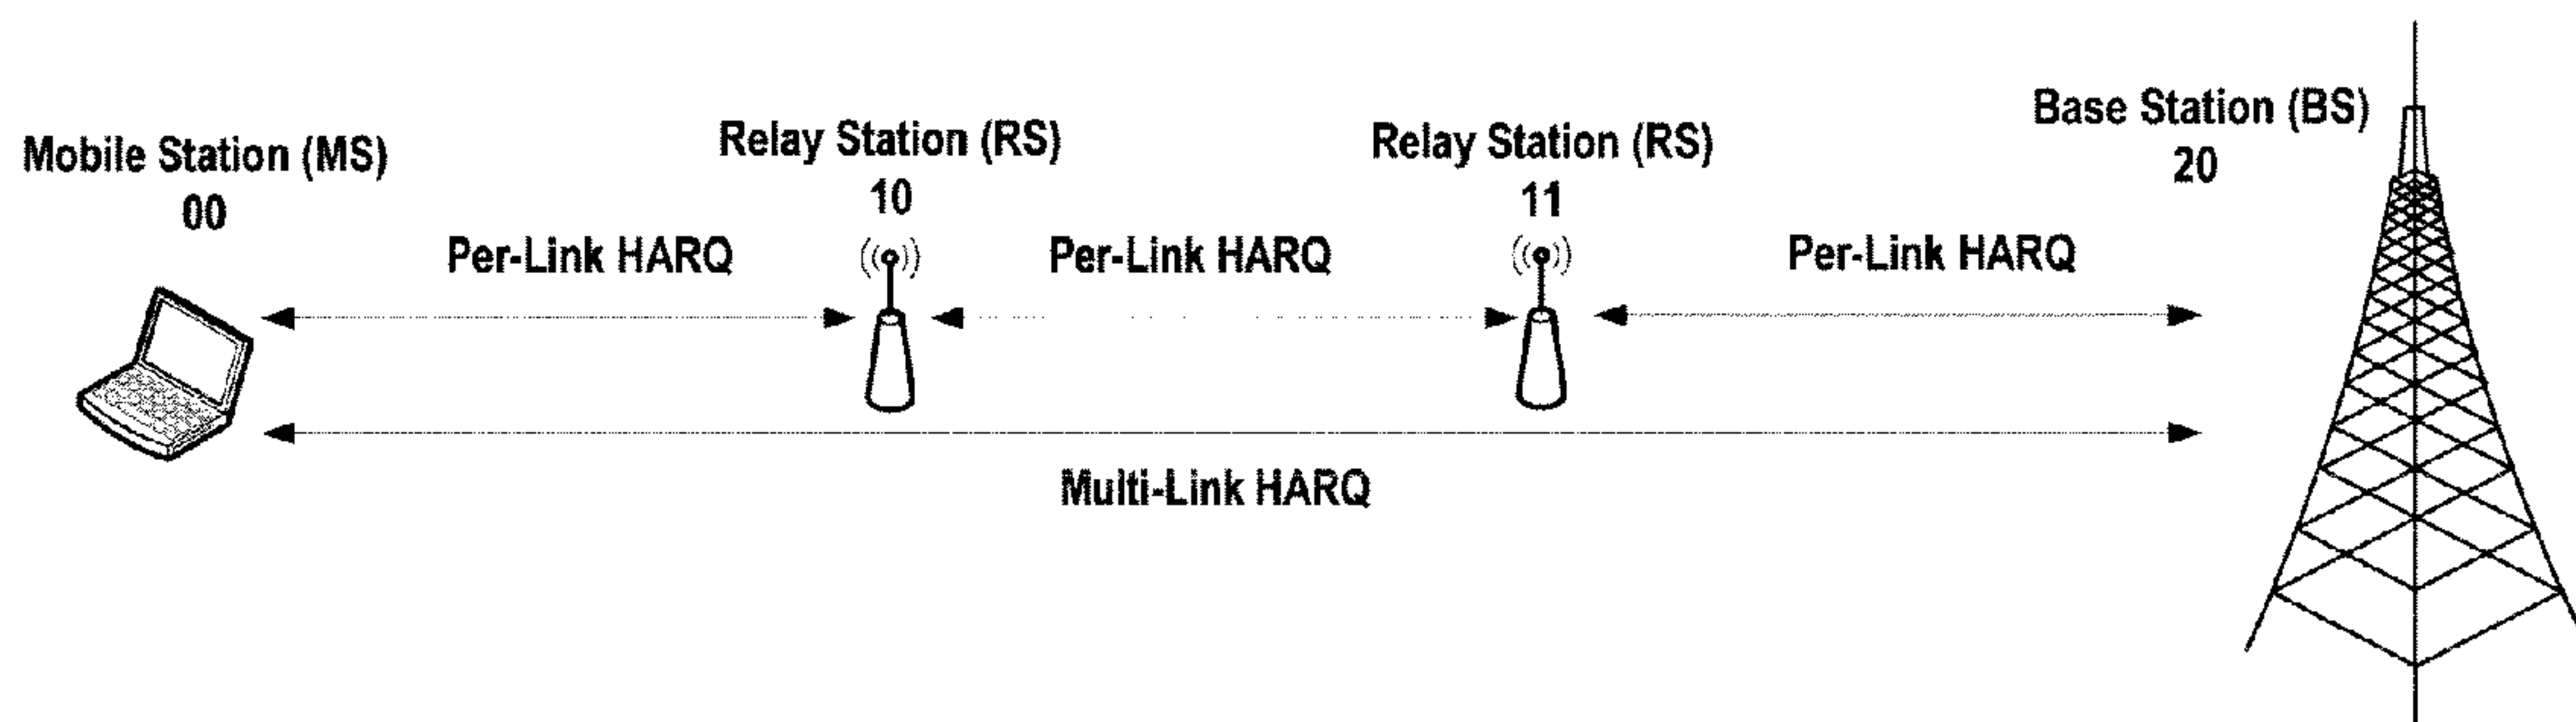 Mobile Station (MS)
00
Relay Station (RS)
10
Relay Station (RS)
11
Base Station (BS)
20
Per-Link HARQ
Per-Link HARQ
Per-Link HARQ
Multi-Link HARQ